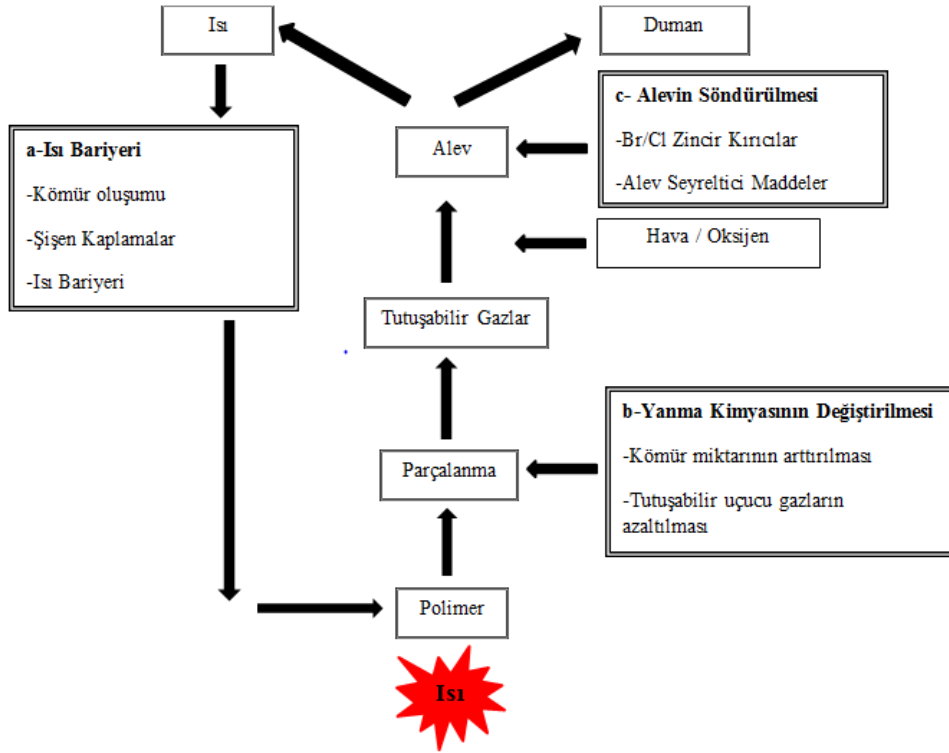 Isı
Duman
c- Alevin Söndürülmesi
-Br/Cl Zincir Kırıcılar
-Alev Seyreltici Maddeler
a-Isı Bariyeri
-Kömür oluşumu
-Şişen Kaplamalar
-Isı Bariyeri
Alev
Hava / Oksijen
Tutuşabilir Gazlar
b-Yanma Kimyasının Değiştirilmesi
-Kömür miktarının arttırılması
-Tutuşabilir uçucu gazların
azaltılması
Parçalanma
Polimer
Isı